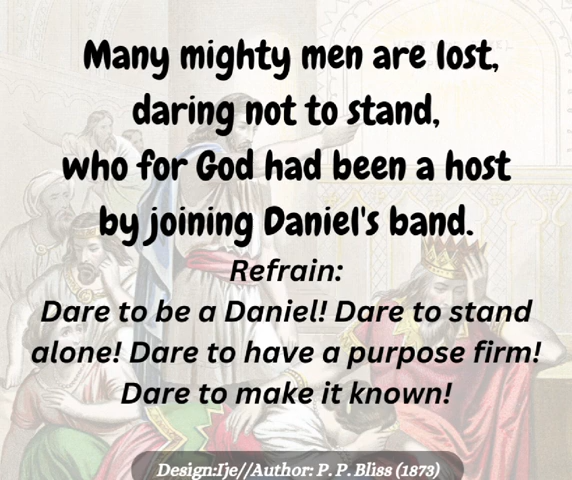 Many mighty men are lost,
daring not to stand,
who for God had been a host
by joining Daniel's band.
Refrain:
Dare to be a Daniel! Dare to stand
alone! Dare to have a purpose firm!
Dare to make it known!
Design:Ije//Author: P. P. Bliss (1873)